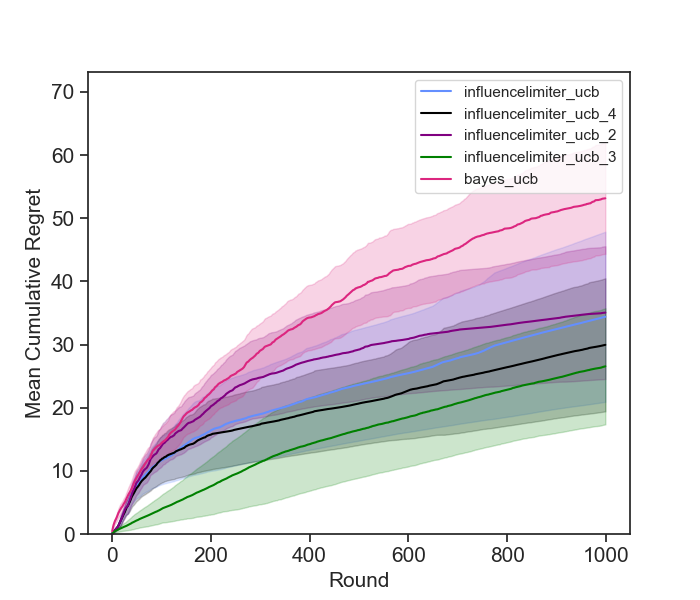 influencelimiter_ucb
influencelimiter_ucb_4
influencelimiter_ucb_2
influencelimiter_ucb_3
bayes_ucb
70
60
50
40
30
20
10
0
Mean Cumulative Regret
0 200 400 600 800 1000
Round